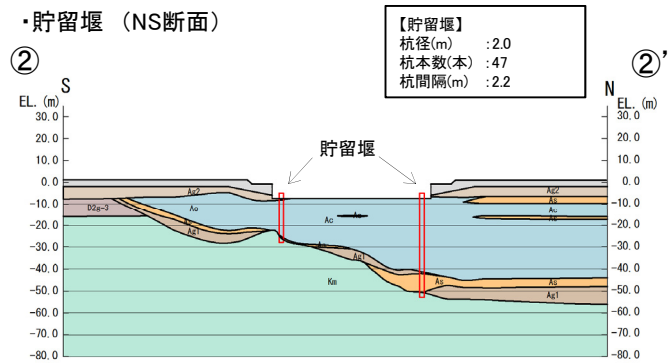 ・貯留堰 （NS断面）
【貯留堰】
杭径(m) :2.0
杭本数(本) :47
杭間隔(m) :2.2
② ②’
S N
EL. (m) EL. (m)
貯留堰
30.0 30.0
20.0 20.0
10.0 10.0
0.0 0.0
-10.0 -10.0
-20.0 -20.0
-30.0 -30.0
-40.0 -40.0
-50.0 -50.0
-60.0 -60.0
-70.0 -70.0
-80.0 -80.0
Ag2 Ag2
As
D2g-3 Ac As Ac
Ac
As
Ag1
Ag1
Km As As
Ag1